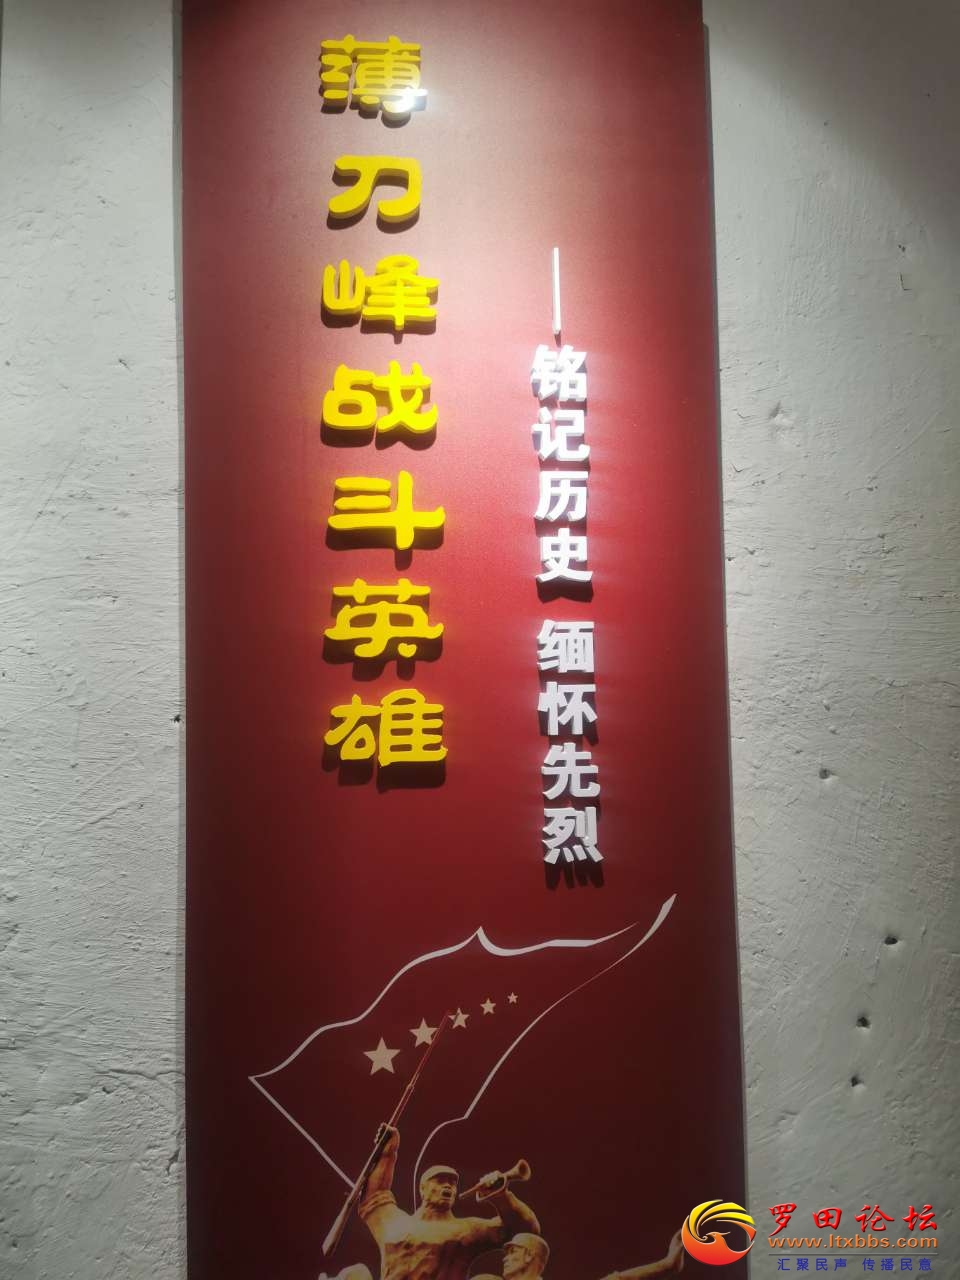 薄刀峰战斗英雄
——铭记历史 缅怀先烈
罗田论坛
www.ltxbbs.com
汇聚民声 传播民意